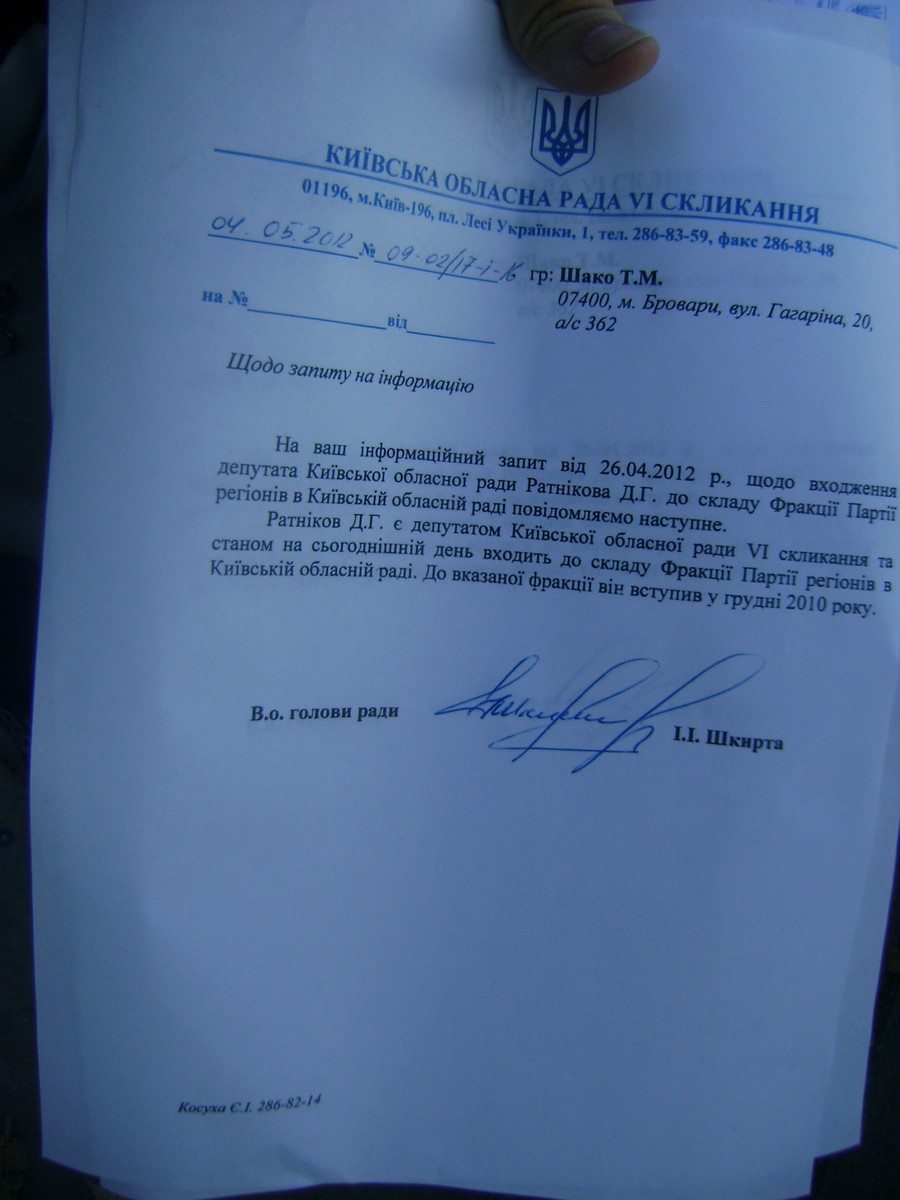 КИЇВСЬКА ОБЛАСНА РАДА VI СКЛИКАННЯ
01196, м.Київ-196, пл. Лесі Українки, 1, тел. 286-83-59, факс 286-83-48
04. 05.2012 № 09-02/17-і-16
гр: Шако Т.М.
07400, м. Бровари, вул. Гагаріна, 20,
а/с 362
на № від
Щодо запиту на інформацію
На ваш інформаційний запит від 26.04.2012 р., щодо входження
депутата Київської обласної ради Ратнікова Д.Г. до складу Фракції Партії
регіонів в Київській обласній раді повідомляємо наступне.
Ратніков Д.Г. є депутатом Київської обласної ради VI скликання та
станом на сьогоднішній день входить до складу Фракції Партії регіонів в
Київській обласній раді. До вказаної фракції він вступив у грудні 2010 року.
В.о. голови ради І.І. Шкирта
Косуха Є.І. 286-82-14